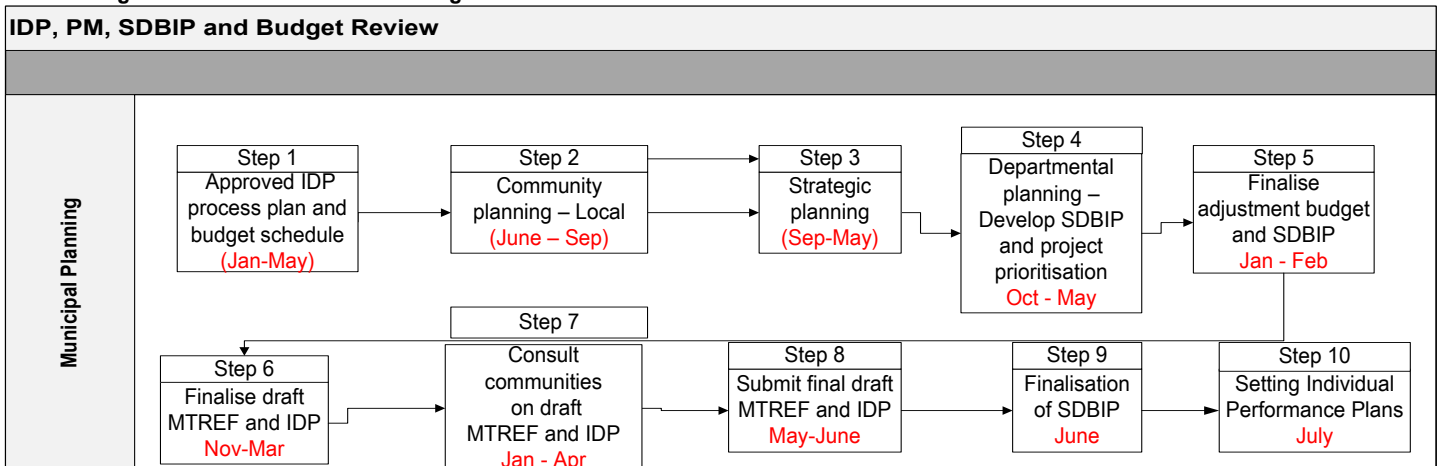 IDP, PM, SDBIP and Budget Review
Municipal Planning
Step 1
Approved IDP
process plan and
budget schedule
(Jan-May)
Step 2
Community
planning – Local
(June – Sep)
Step 3
Strategic
planning
(Sep-May)
Step 4
Departmental
planning –
Develop SDBIP
and project
prioritisation
Oct - May
Step 5
Finalise
adjustment budget
and SDBIP
Jan - Feb
Step 6
Finalise draft
MTREF and IDP
Nov-Mar
Step 7
Consult
communities
on draft
MTREF and IDP
Jan - Apr
Step 8
Submit final draft
MTREF and IDP
May-June
Step 9
Finalisation
of SDBIP
June
Step 10
Setting Individual
Performance Plans
July